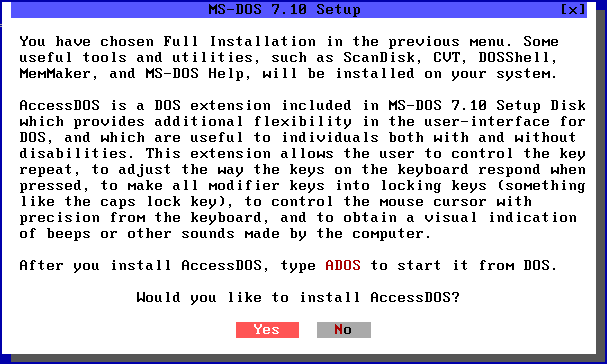 MS-DOS 7.10 Setup [x]
You have chosen Full Installation in the previous menu. Some
useful tools and utilities, such as ScanDisk, CVT, DOSShell,
MemMaker, and MS-DOS Help, will be installed on your system.
AccessDOS is a DOS extension included in MS-DOS 7.10 Setup Disk
which provides additional flexibility in the user-interface for
DOS, and which are useful to individuals both with and without
disabilities. This extension allows the user to control the key
repeat, to adjust the way the keys on the keyboard respond when
pressed, to make all modifier keys into locking keys (something
like the caps lock key), to control the mouse cursor with
precision from the keyboard, and to obtain a visual indication
of beeps or other sounds made by the computer.
After you install AccessDOS, type ADOS to start it from DOS.
Would you like to install AccessDOS?
Yes No